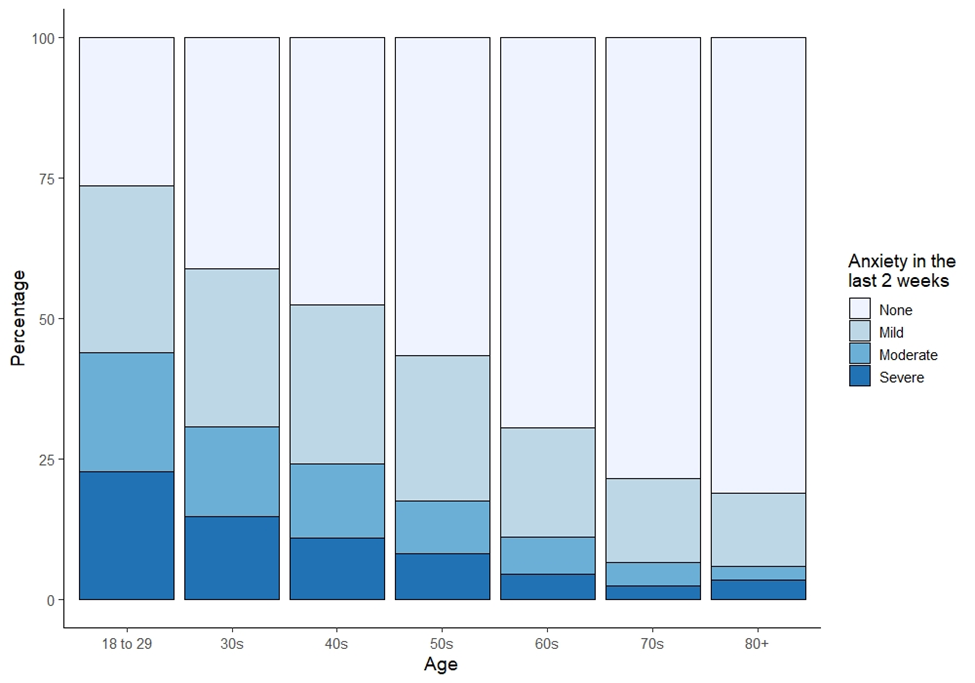 100
75
50
25
0
Percentage
18 to 29 30s 40s 50s 60s 70s 80+
Age
Anxiety in the
last 2 weeks
None
Mild
Moderate
Severe